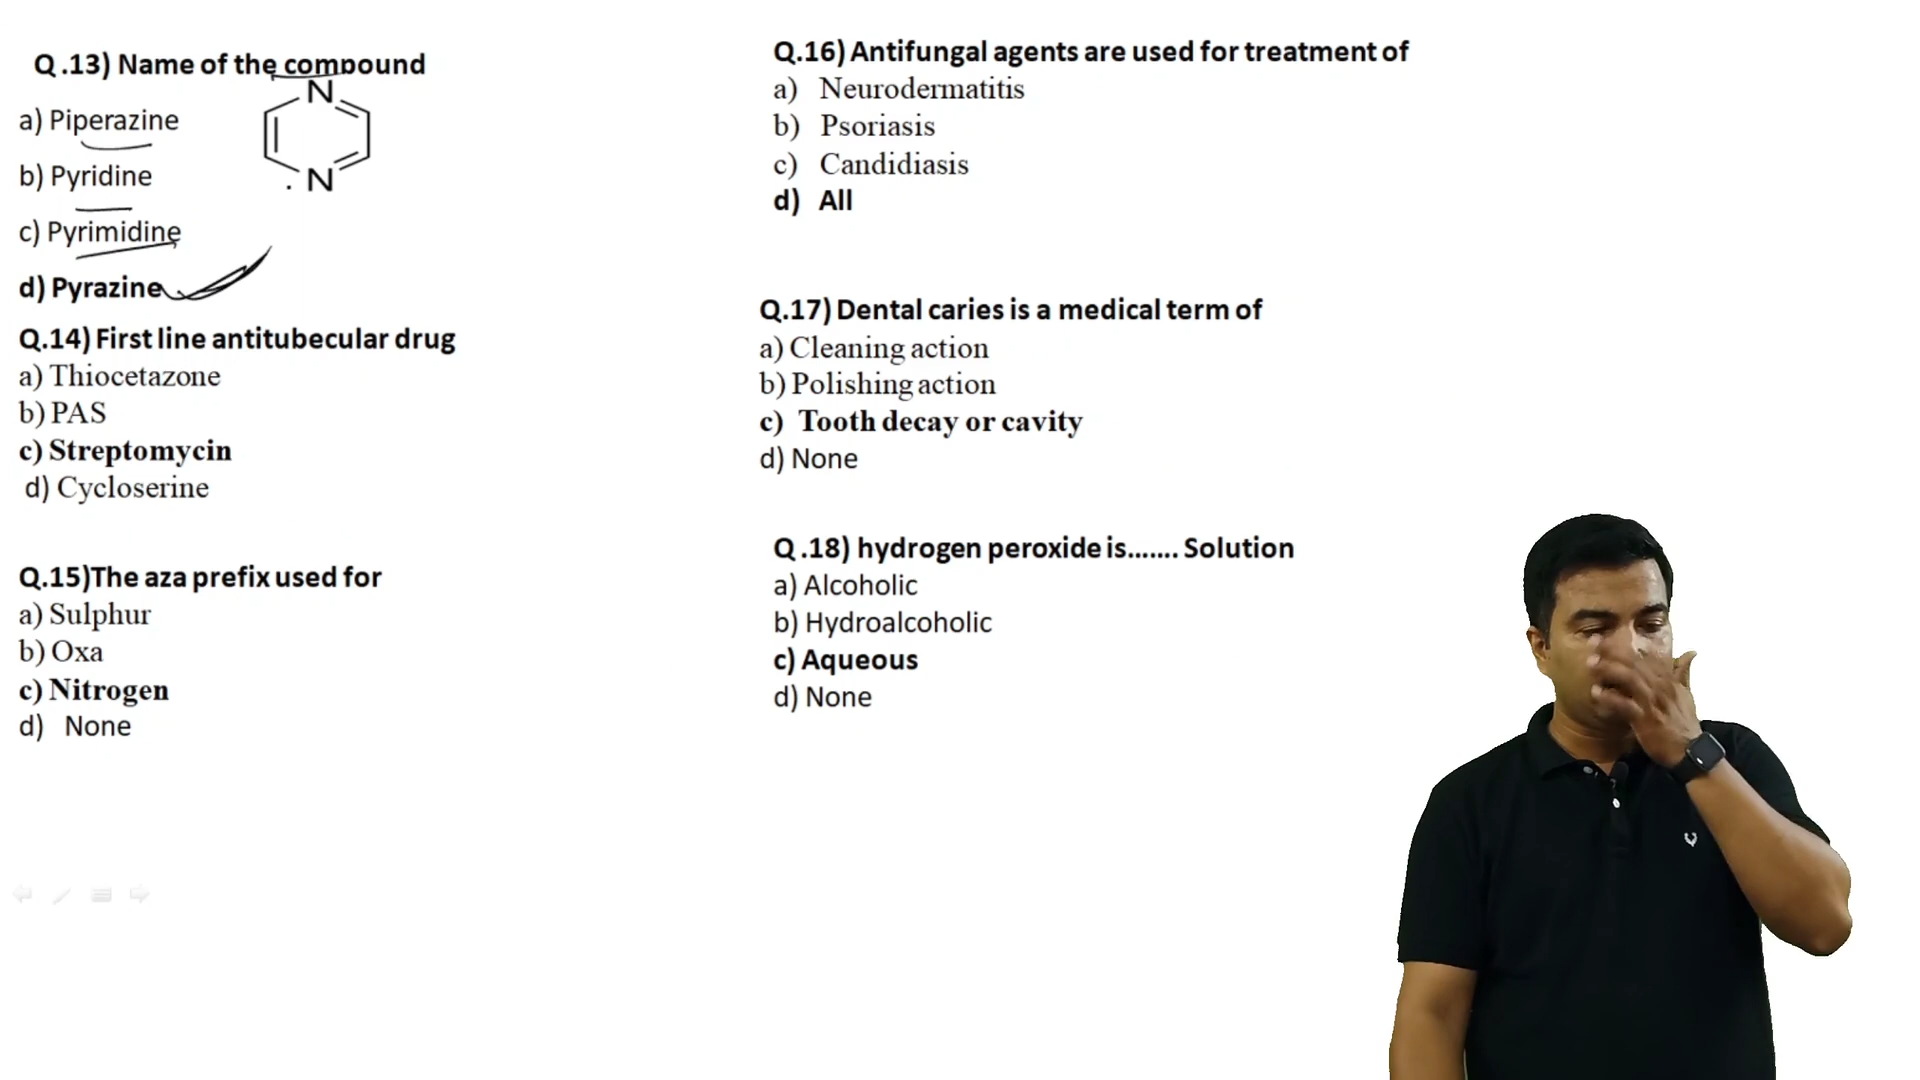 Q.13) Name of the compound
N
N
a) Piperazine
b) Pyridine
c) Pyrimidine
d) Pyrazine
Q.14) First line antitubecular drug
a) Thiocetazone
b) PAS
c) Streptomycin
d) Cycloserine
Q.15)The aza prefix used for
a) Sulphur
b) Oxa
c) Nitrogen
d) None
Q.16) Antifungal agents are used for treatment of
a) Neurodermatitis
b) Psoriasis
c) Candidiasis
d) All
Q.17) Dental caries is a medical term of
a) Cleaning action
b) Polishing action
c) Tooth decay or cavity
d) None
Q.18) hydrogen peroxide is....... Solution
a) Alcoholic
b) Hydroalcoholic
c) Aqueous
d) None